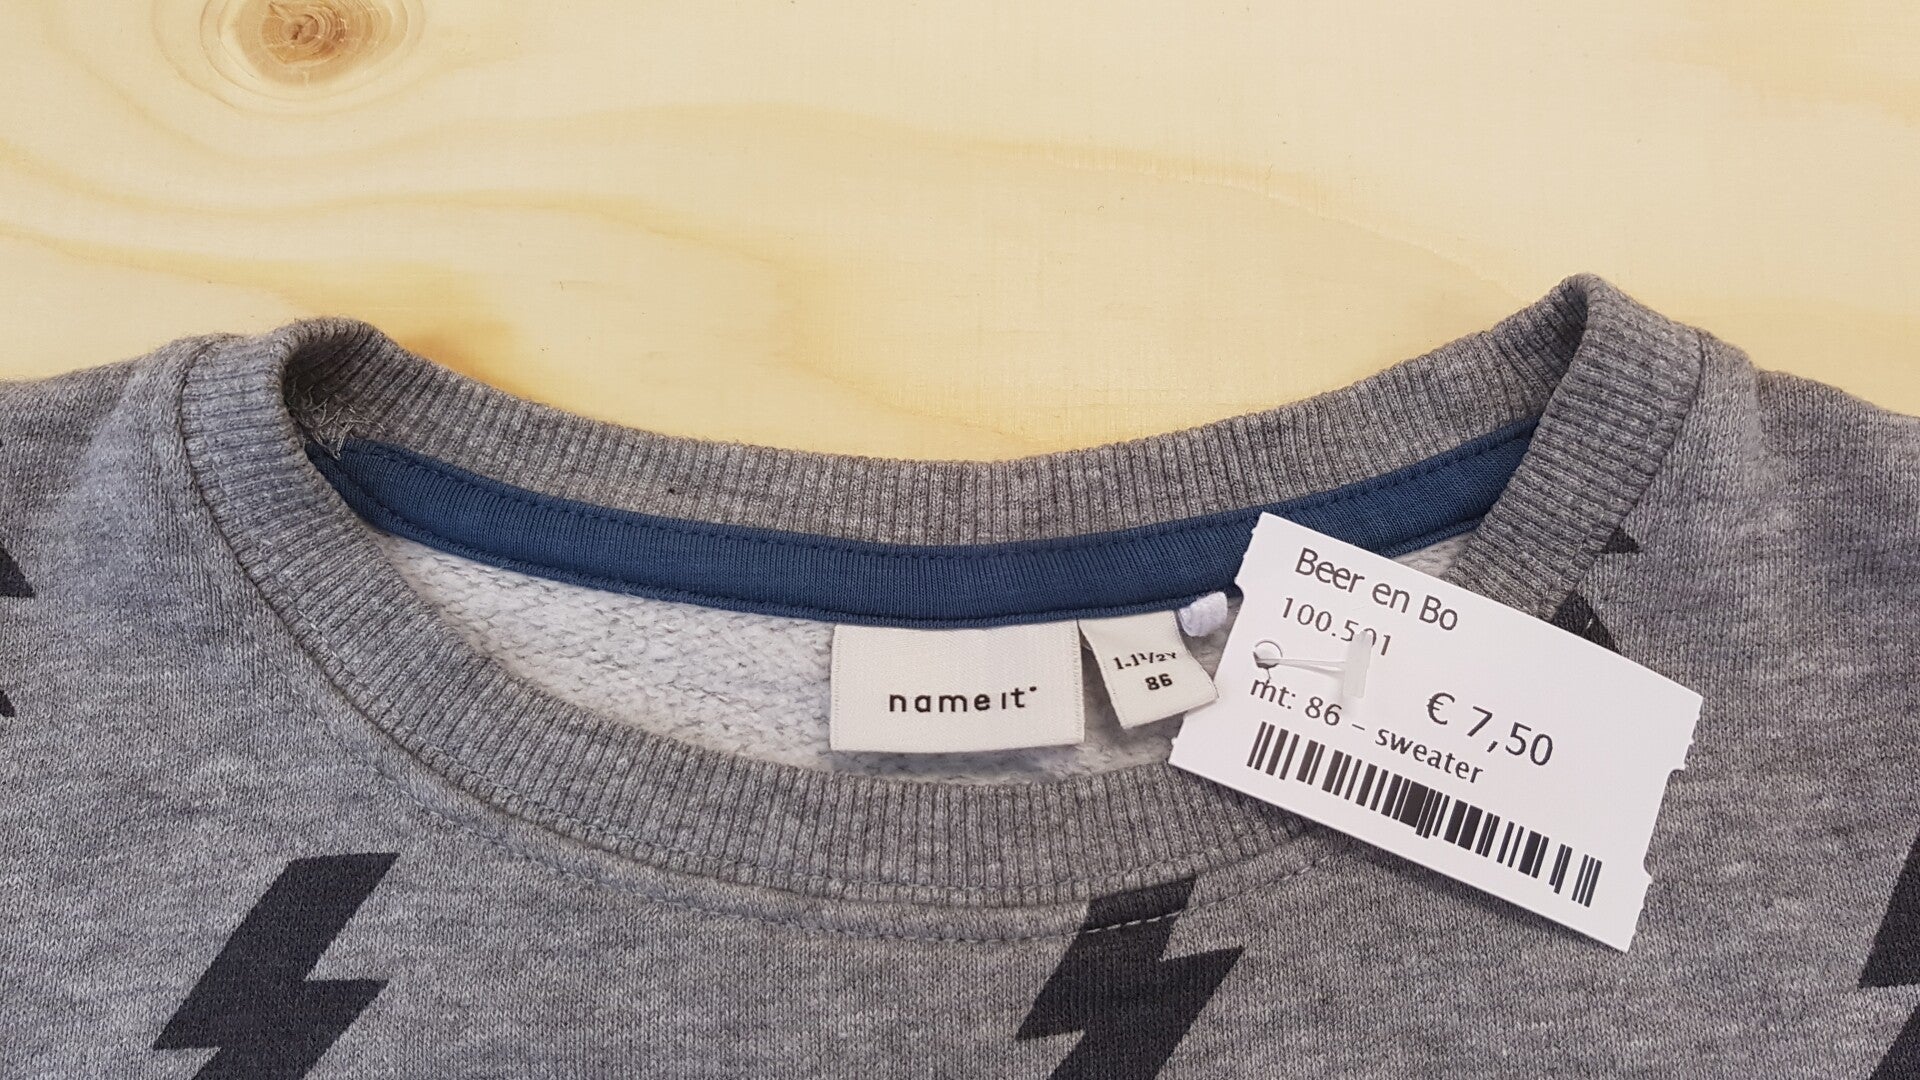 name it
1-1½Y
86
Beer en Bo
100.501
mt: 86 – sweater
€ 7,50